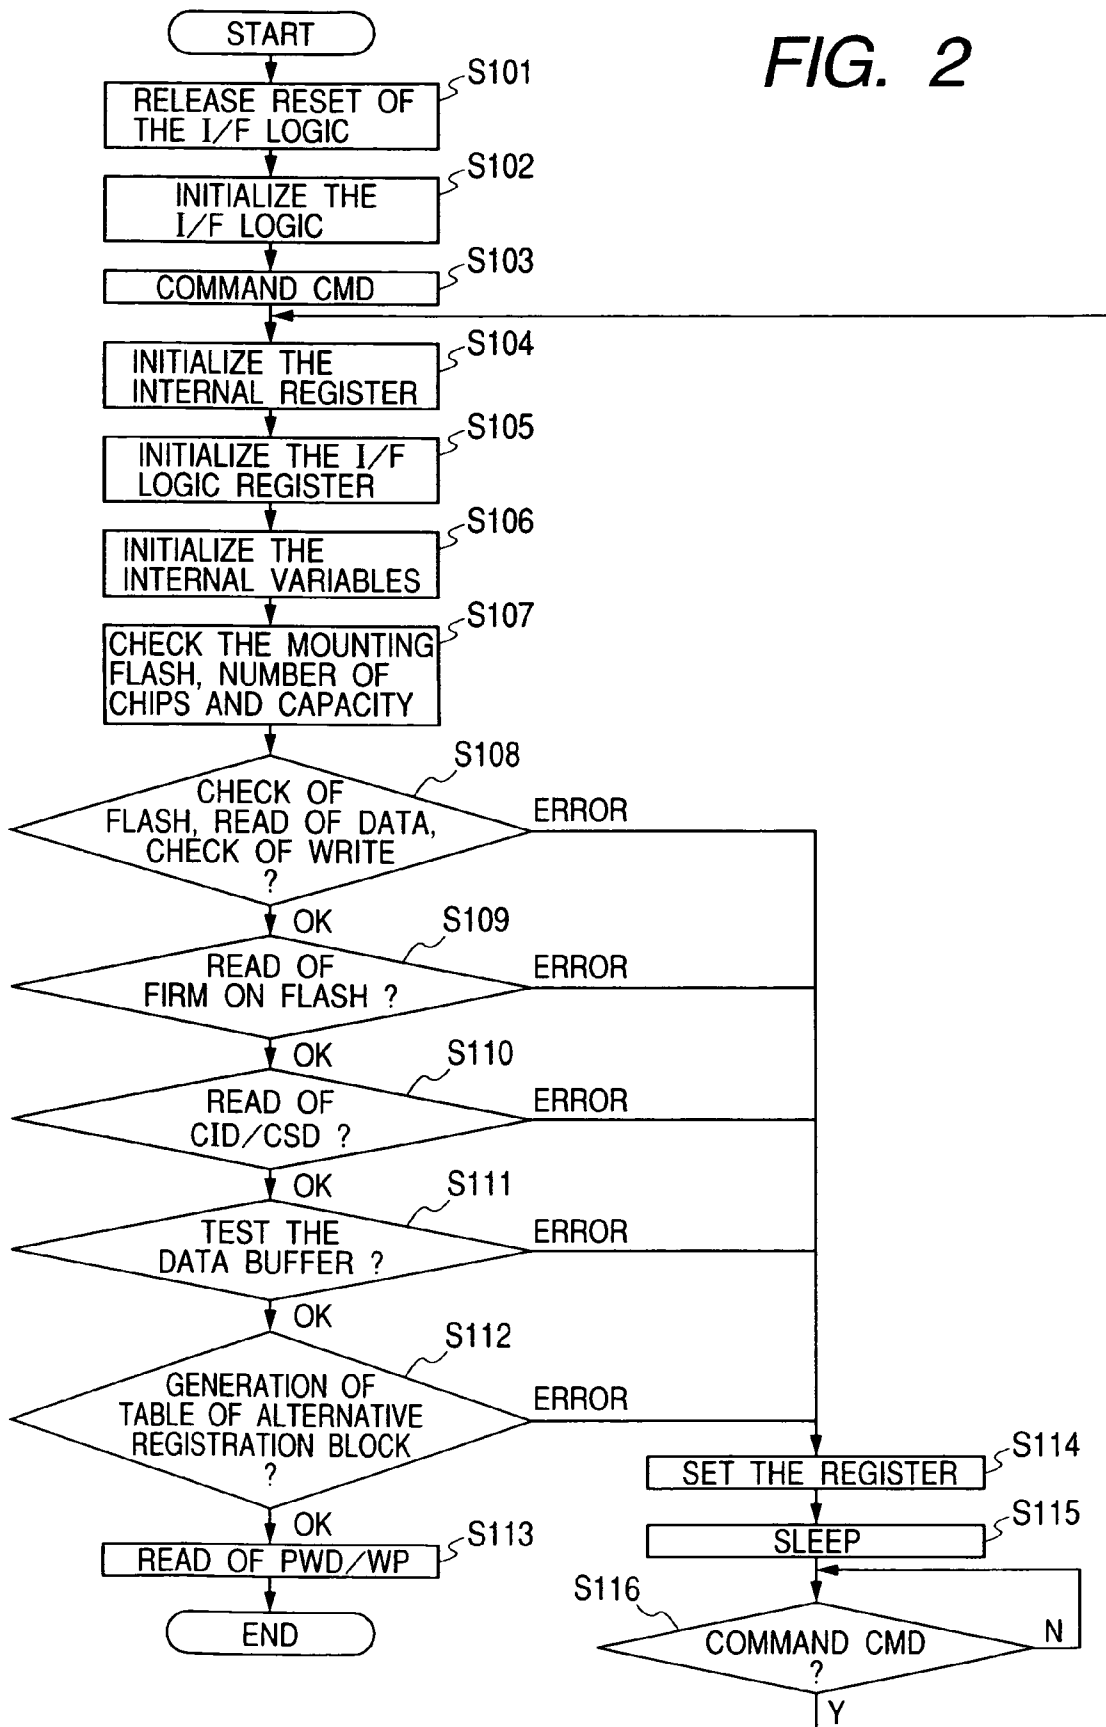 START
FIG. 2
S101
RELEASE RESET OF
THE I/F LOGIC
S102
INITIALIZE THE
I/F LOGIC
S103
COMMAND CMD
S104
INITIALIZE THE
INTERNAL REGISTER
S105
INITIALIZE THE I/F
LOGIC REGISTER
S106
INITIALIZE THE
INTERNAL VARIABLES
S107
CHECK THE MOUNTING
FLASH, NUMBER OF
CHIPS AND CAPACITY
S108
CHECK OF
FLASH, READ OF DATA,
CHECK OF WRITE
?
ERROR
OK
S109
READ OF
FIRM ON FLASH ?
ERROR
OK
S110
READ OF
CID/CSD ?
ERROR
OK
S111
TEST THE
DATA BUFFER ?
ERROR
OK
S112
GENERATION OF
TABLE OF ALTERNATIVE
REGISTRATION BLOCK
?
ERROR
OK
S113
READ OF PWD/WP
END
S114
SET THE REGISTER
S115
SLEEP
S116
COMMAND CMD
?
N
Y